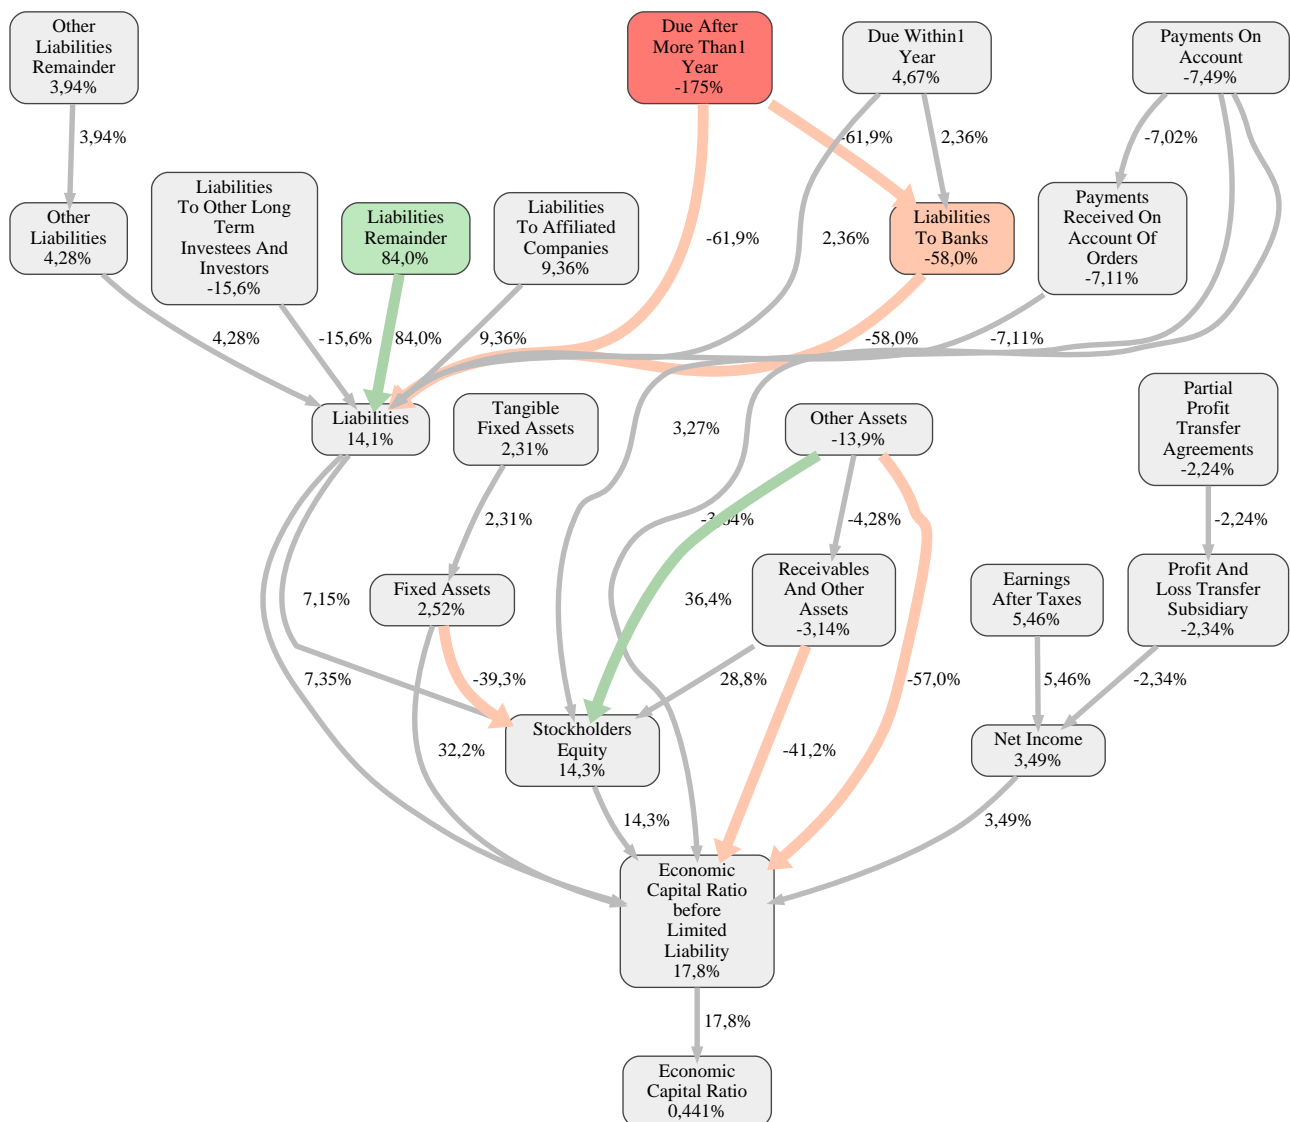 Other
Liabilities
Remainder
3,94%
Due After
More Than1
Year
-175%
Due Within1
Year
4,67%
Payments On
Account
-7,49%
3,94%
-61,9%
2,36%
-7,02%
Other
Liabilities
4,28%
Liabilities
To Other Long
Term
Investees And
Investors
-15,6%
Liabilities
Remainder
84,0%
Liabilities
To Affiliated
Companies
9,36%
Liabilities
To Banks
-58,0%
Payments
Received On
Account Of
Orders
-7,11%
-61,9%
2,36%
4,28%
-15,6%
84,0%
9,36%
-58,0%
-7,11%
Liabilities
14,1%
Tangible
Fixed Assets
2,31%
3,27%
Other Assets
-13,9%
Partial
Profit
Transfer
Agreements
-2,24%
2,31%
-4,28%
-2,24%
Fixed Assets
2,52%
7,15%
36,4%
Receivables
And Other
Assets
-3,14%
Earnings
After Taxes
5,46%
Profit And
Loss Transfer
Subsidiary
-2,34%
7,35%
-39,3%
28,8%
-57,0%
5,46%
-2,34%
32,2%
Stockholders
Equity
14,3%
-41,2%
Net Income
3,49%
14,3%
3,49%
Economic
Capital Ratio
before
Limited
Liability
17,8%
17,8%
Economic
Capital Ratio
0,441%